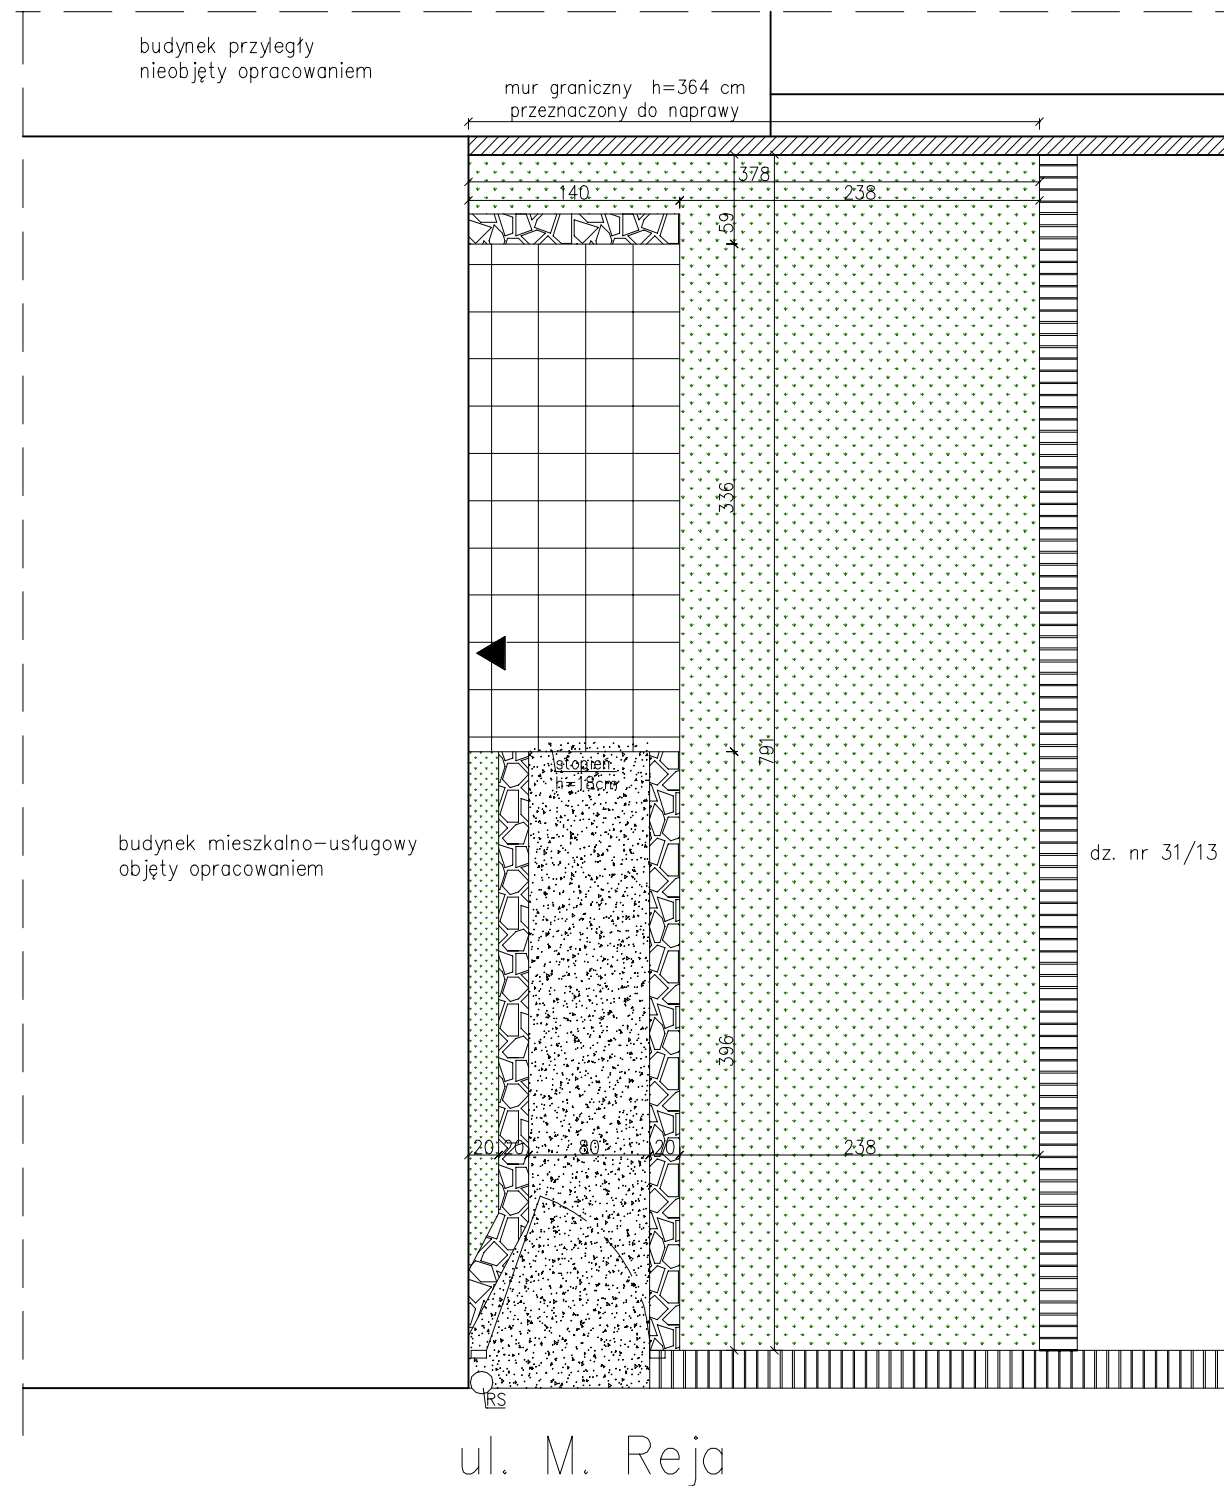 budynek przyległy
nieobjęty opracowaniem
mur graniczny h=364 cm
przeznaczony do naprawy
378
140 238
59
336
791
stopień
h=18cm
budynek mieszkalno-usługowy
objęty opracowaniem
dz. nr 31/13
396
20 20 80 20 238
RS
ul. M. Reja